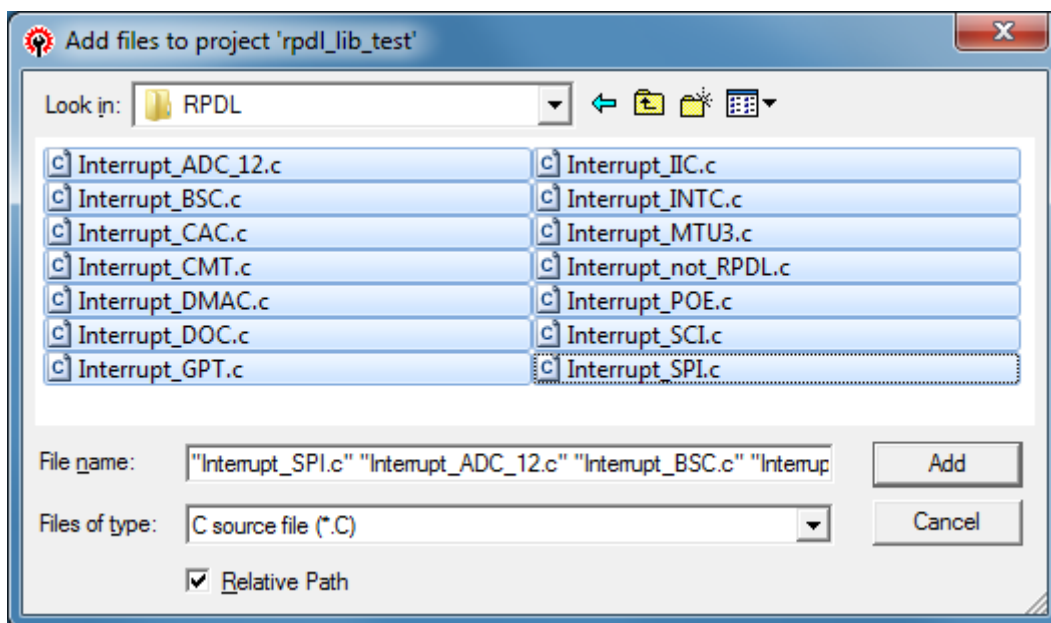 Add files to project 'rpdl_lib_test'
Look in: RPDL
Interrupt_ADC_12.c
Interrupt_BSC.c
Interrupt_CAC.c
Interrupt_CMT.c
Interrupt_DMAC.c
Interrupt_DOC.c
Interrupt_GPT.c
Interrupt_IIC.c
Interrupt_INTC.c
Interrupt_MTU3.c
Interrupt_not_RPDL.c
Interrupt_POE.c
Interrupt_SCI.c
Interrupt_SPI.c
File name: "Interrupt_SPI.c" "Interrupt_ADC_12.c" "Interrupt_BSC.c" "Interrup
Add
Files of type: C source file (*.C)
Cancel
Relative Path